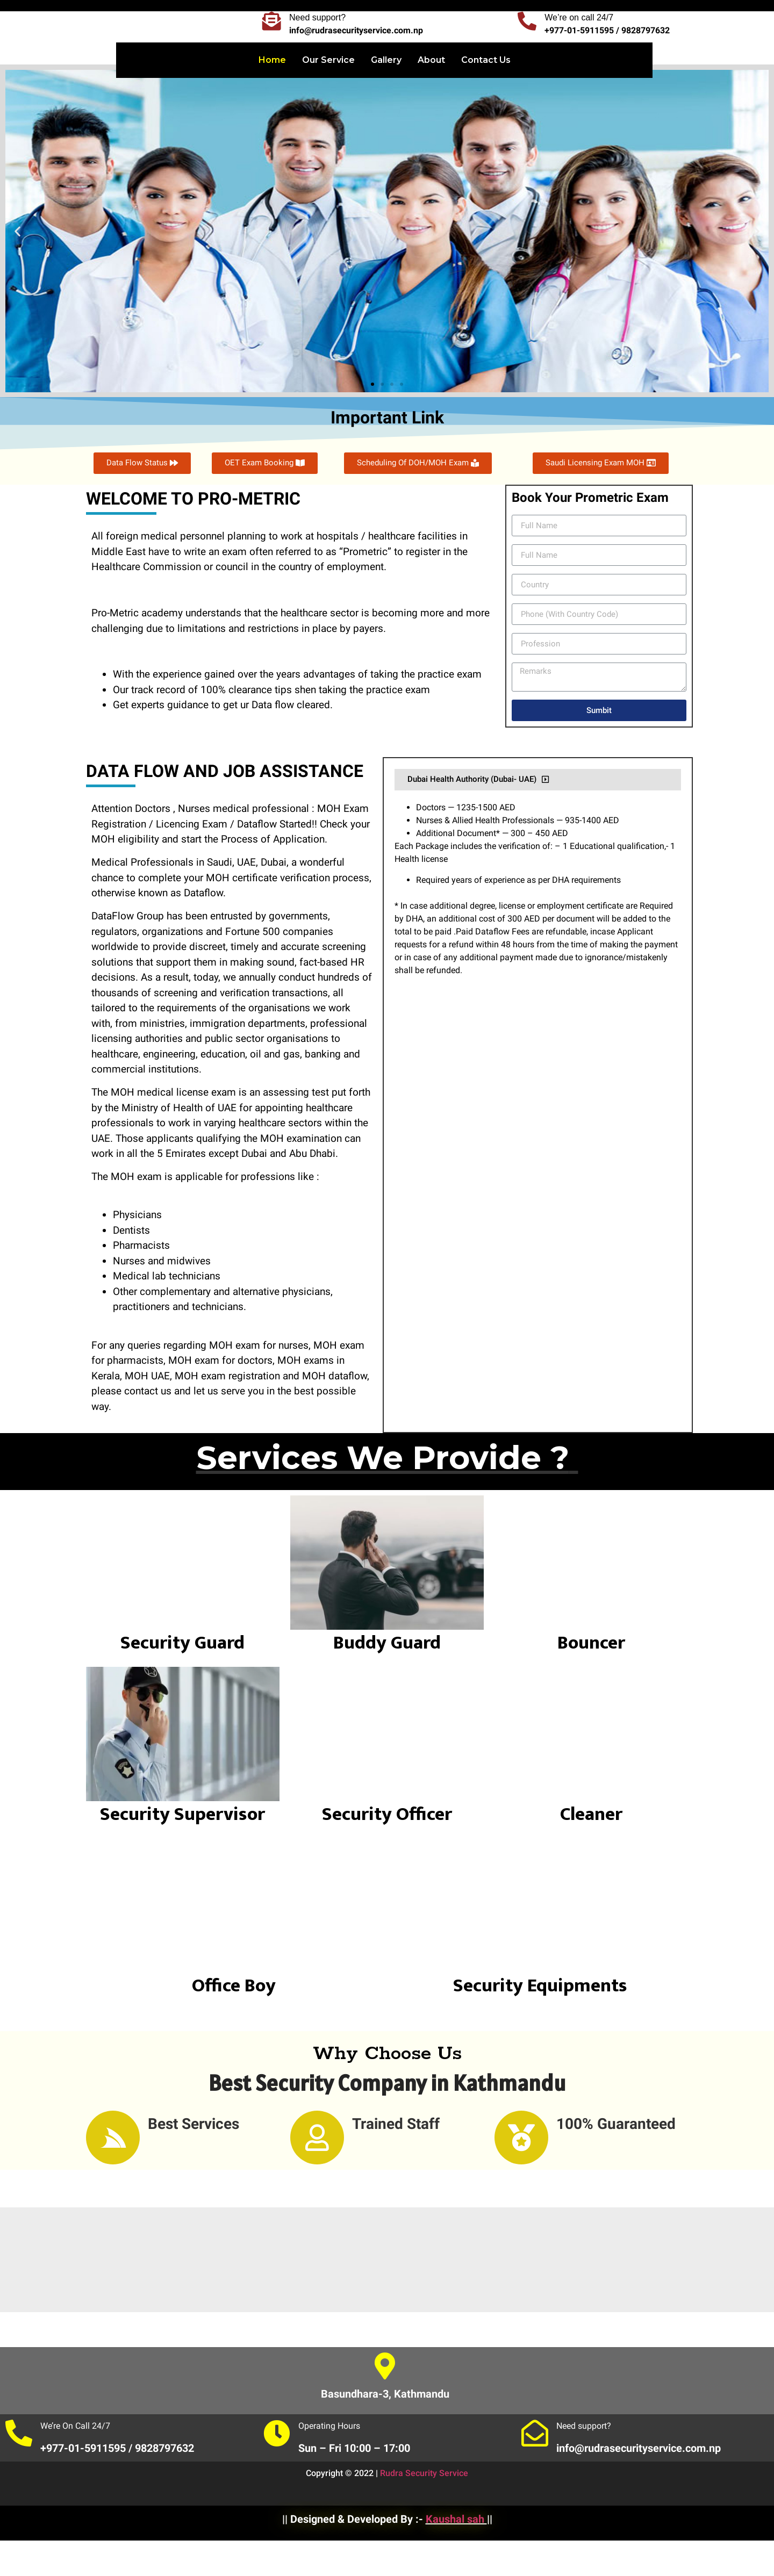 Need support?
info@rudrasecurityservice.com.np
We're on call 24/7
+977-01-5911595 / 9828797632
Home Our Service Gallery About Contact Us
Important Link
Data Flow Status
OET Exam Booking
Scheduling Of DOH/MOH Exam
Saudi Licensing Exam MOH
WELCOME TO PRO-METRIC
All foreign medical personnel planning to work at hospitals / healthcare facilities in
Middle East have to write an exam often referred to as “Prometric” to register in the
Healthcare Commission or council in the country of employment.
Pro-Metric academy understands that the healthcare sector is becoming more and more
challenging due to limitations and restrictions in place by payers.
• With the experience gained over the years advantages of taking the practice exam
• Our track record of 100% clearance tips shen taking the practice exam
• Get experts guidance to get ur Data flow cleared.
Book Your Prometric Exam
Full Name
Full Name
Country
Phone (With Country Code)
Profession
Remarks
Sumbit
DATA FLOW AND JOB ASSISTANCE
Attention Doctors , Nurses medical professional : MOH Exam
Registration / Licencing Exam / Dataflow Started!! Check your
MOH eligibility and start the Process of Application.
Medical Professionals in Saudi, UAE, Dubai, a wonderful
chance to complete your MOH certificate verification process,
otherwise known as Dataflow.
DataFlow Group has been entrusted by governments,
regulators, organizations and Fortune 500 companies
worldwide to provide discreet, timely and accurate screening
solutions that support them in making sound, fact-based HR
decisions. As a result, today, we annually conduct hundreds of
thousands of screening and verification transactions, all
tailored to the requirements of the organisations we work
with, from ministries, immigration departments, professional
licensing authorities and public sector organisations to
healthcare, engineering, education, oil and gas, banking and
commercial institutions.
The MOH medical license exam is an assessing test put forth
by the Ministry of Health of UAE for appointing healthcare
professionals to work in varying healthcare sectors within the
UAE. Those applicants qualifying the MOH examination can
work in all the 5 Emirates except Dubai and Abu Dhabi.
The MOH exam is applicable for professions like :
• Physicians
• Dentists
• Pharmacists
• Nurses and midwives
• Medical lab technicians
• Other complementary and alternative physicians,
practitioners and technicians.
For any queries regarding MOH exam for nurses, MOH exam
for pharmacists, MOH exam for doctors, MOH exams in
Kerala, MOH UAE, MOH exam registration and MOH dataflow,
please contact us and let us serve you in the best possible
way.
Dubai Health Authority (Dubai- UAE)
• Doctors — 1235-1500 AED
• Nurses & Allied Health Professionals — 935-1400 AED
• Additional Document* — 300 – 450 AED
Each Package includes the verification of: – 1 Educational qualification,- 1
Health license
• Required years of experience as per DHA requirements
* In case additional degree, license or employment certificate are Required
by DHA, an additional cost of 300 AED per document will be added to the
total to be paid .Paid Dataflow Fees are refundable, incase Applicant
requests for a refund within 48 hours from the time of making the payment
or in case of any additional payment made due to ignorance/mistakenly
shall be refunded.
Services We Provide ?
Security Guard
Buddy Guard
Bouncer
Security Supervisor
Security Officer
Cleaner
Office Boy
Security Equipments
Why Choose Us
Best Security Company in Kathmandu
Best Services
Trained Staff
100% Guaranteed
Basundhara-3, Kathmandu
We're On Call 24/7
+977-01-5911595 / 9828797632
Operating Hours
Sun – Fri 10:00 – 17:00
Need support?
info@rudrasecurityservice.com.np
Copyright © 2022 | Rudra Security Service
|| Designed & Developed By :- Kaushal sah ||